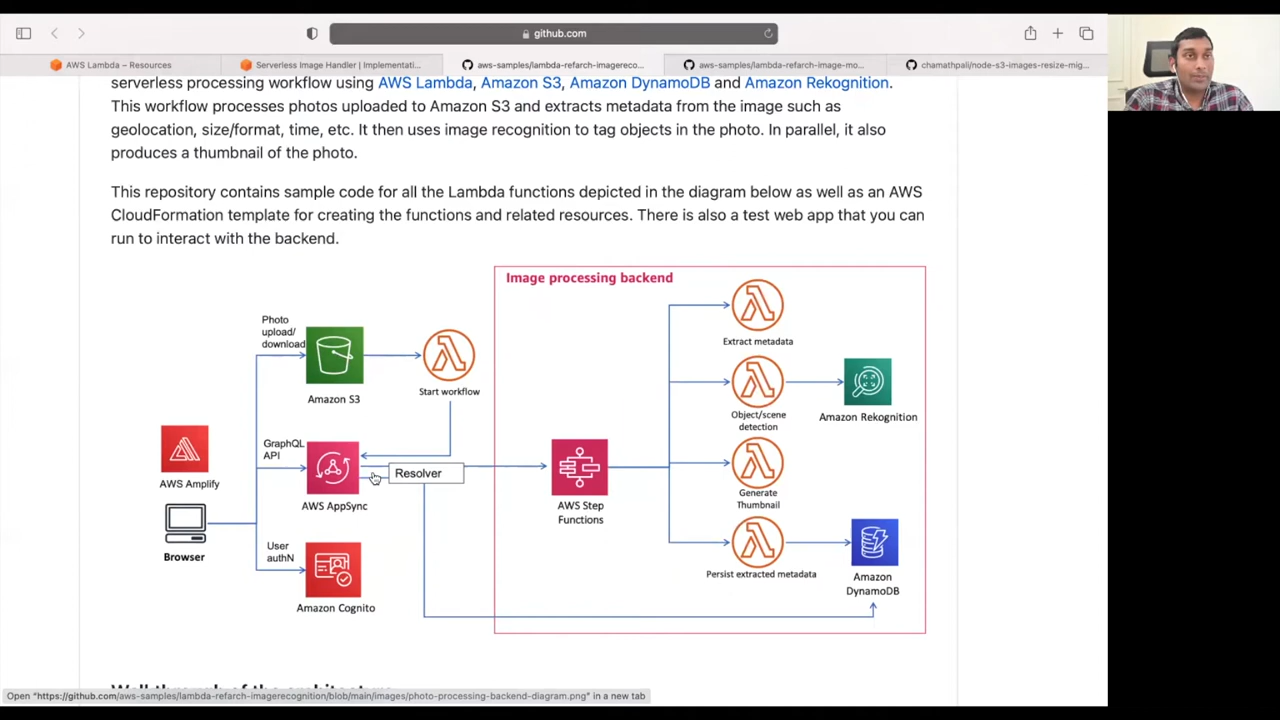 github.com
AWS Lambda – Resources
Serverless Image Handler | Implementati...
aws-samples/lambda-refarch-imagereco...
aws-samples/lambda-refarch-image-mo...
chamathpali/node-s3-images-resize-mig...
serverless processing workflow using AWS Lambda, Amazon S3, Amazon DynamoDB and Amazon Rekognition.
This workflow processes photos uploaded to Amazon S3 and extracts metadata from the image such as
geolocation, size/format, time, etc. It then uses image recognition to tag objects in the photo. In parallel, it also
produces a thumbnail of the photo.
This repository contains sample code for all the Lambda functions depicted in the diagram below as well as an AWS
CloudFormation template for creating the functions and related resources. There is also a test web app that you can
run to interact with the backend.
Image processing backend
Photo
upload/
download
Amazon S3
Start workflow
Extract metadata
Object/scene
detection
Amazon Rekognition
GraphQL
API
Resolver
AWS Amplify
AWS AppSync
AWS Step
Functions
Generate
Thumbnail
Browser
User
authN
Amazon Cognito
Persist extracted metadata
Amazon
DynamoDB
Walkthrough of the architecture
Open "https://github.com/aws-samples/lambda-refarch-imagerecognition/blob/main/images/photo-processing-backend-diagram.png" in a new tab